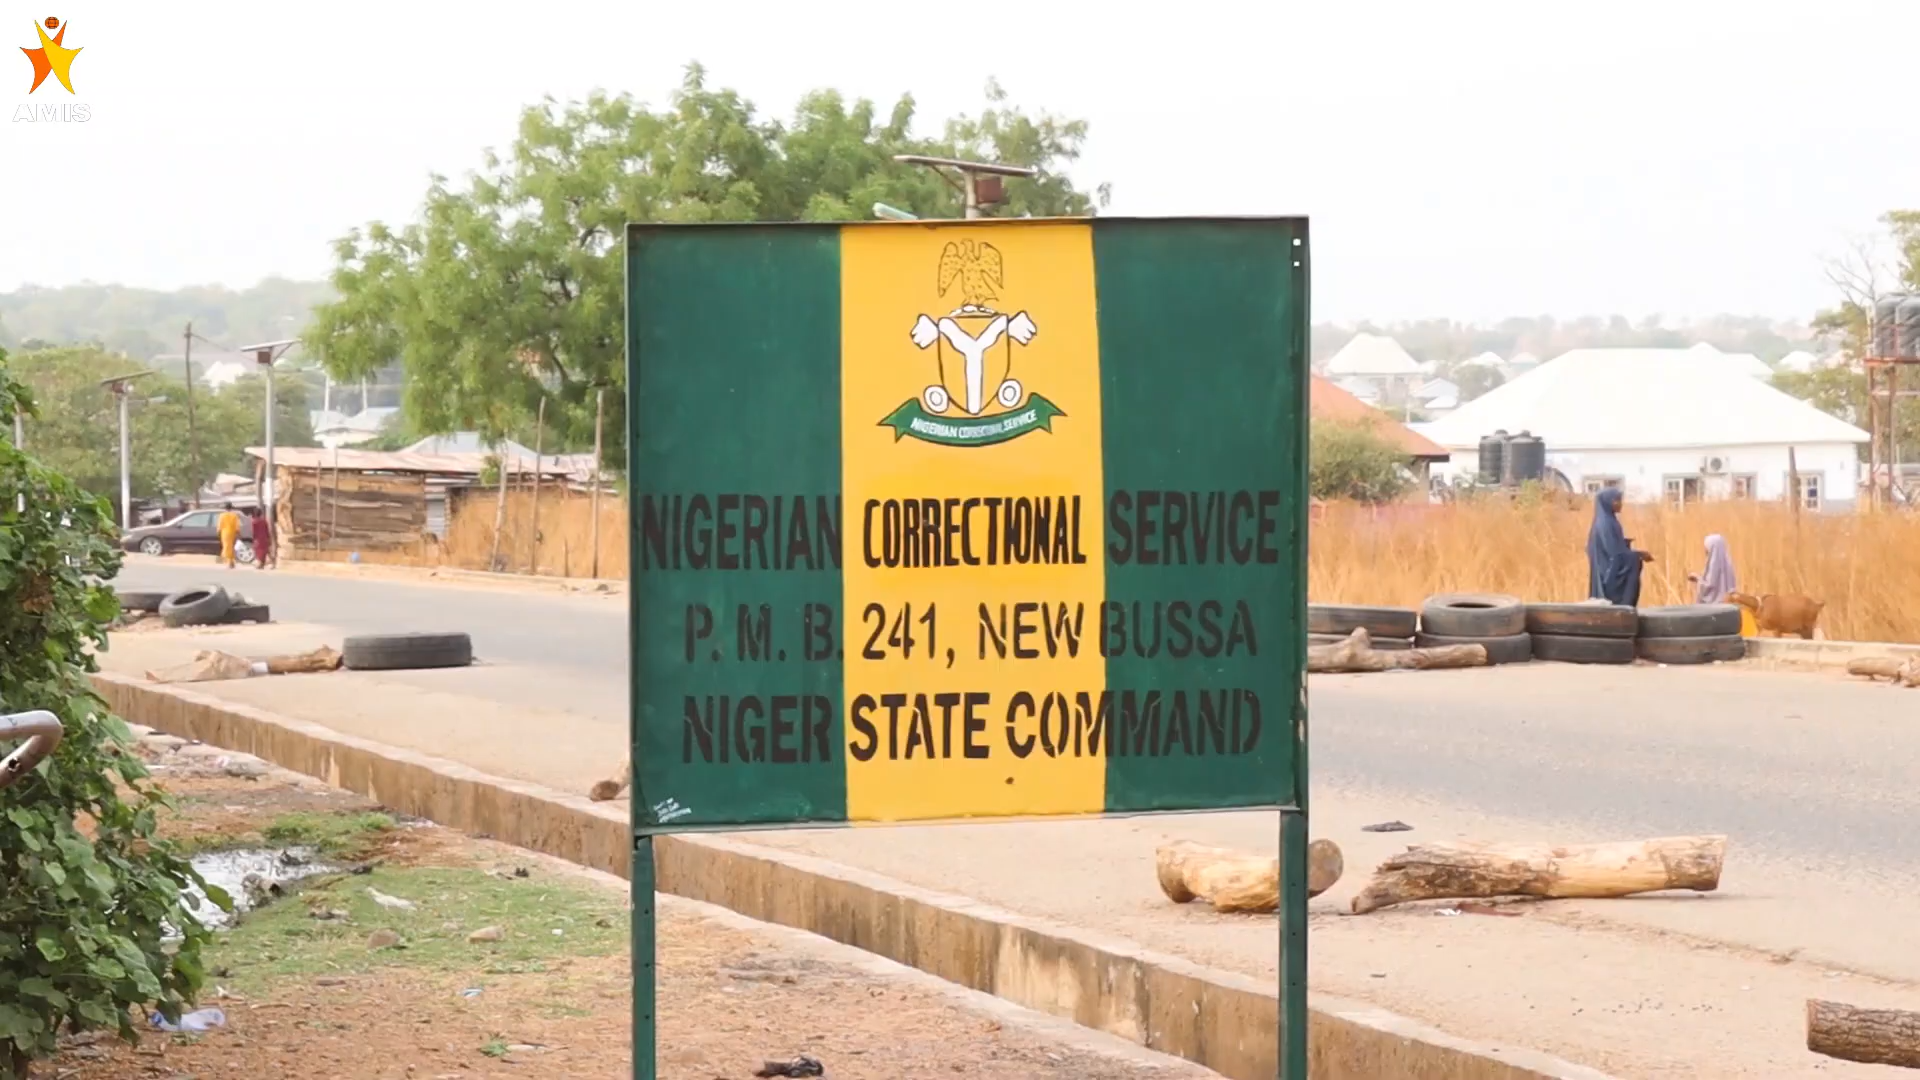 AMIS
NIGERIAN CORRECTIONAL SERVICE
NIGERIAN CORRECTIONAL SERVICE
P. M. B. 241, NEW BUSSA
NIGER STATE COMMAND